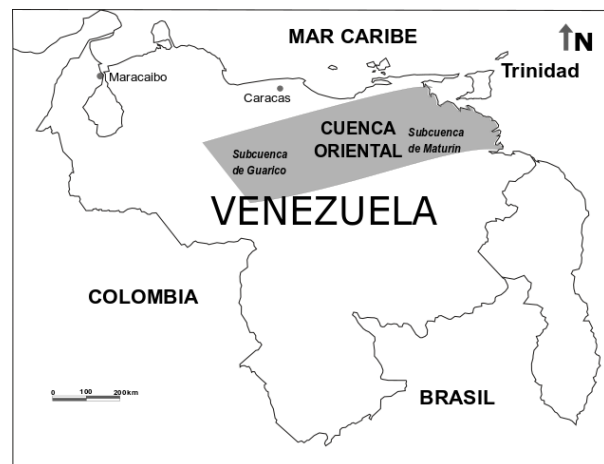 MAR CARIBE
N
Trinidad
Maracaibo
Caracas
CUENCA
ORIENTAL
Subcuenca
de Maturín
Subcuenca
de Guarico
VENEZUELA
COLOMBIA
BRASIL
0 100 200km